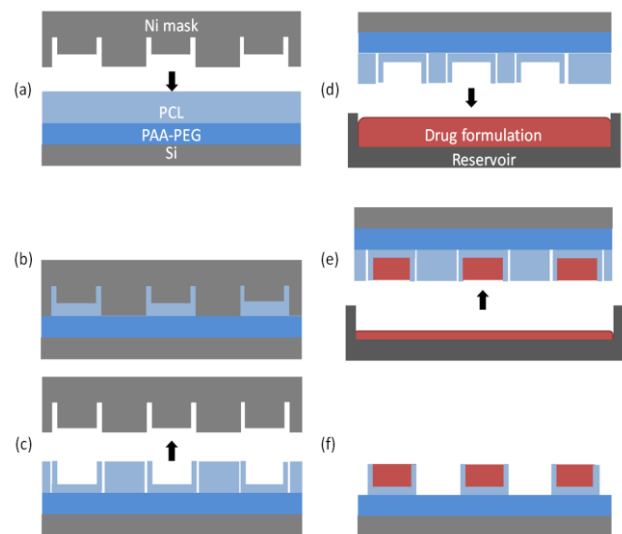 Ni mask
(a)
PCL
PAA-PEG
Si
(b)
(c)
(d)
Drug formulation
Reservoir
(e)
(f)